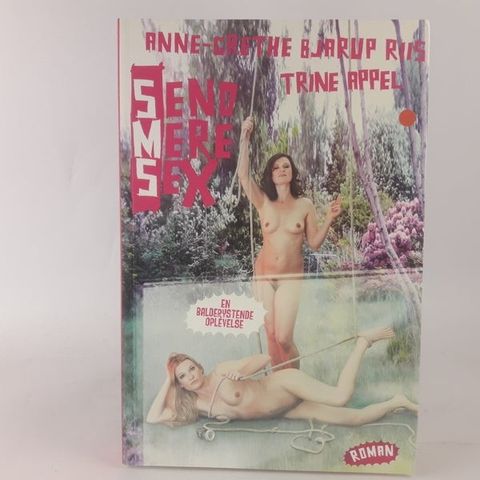 ANNE-GRETHE BJARUP RIIS
TRINE APPEL
SEND
MERE
SEX
EN
BALDERYSTENDE
OPLEVELSE
ROMAN